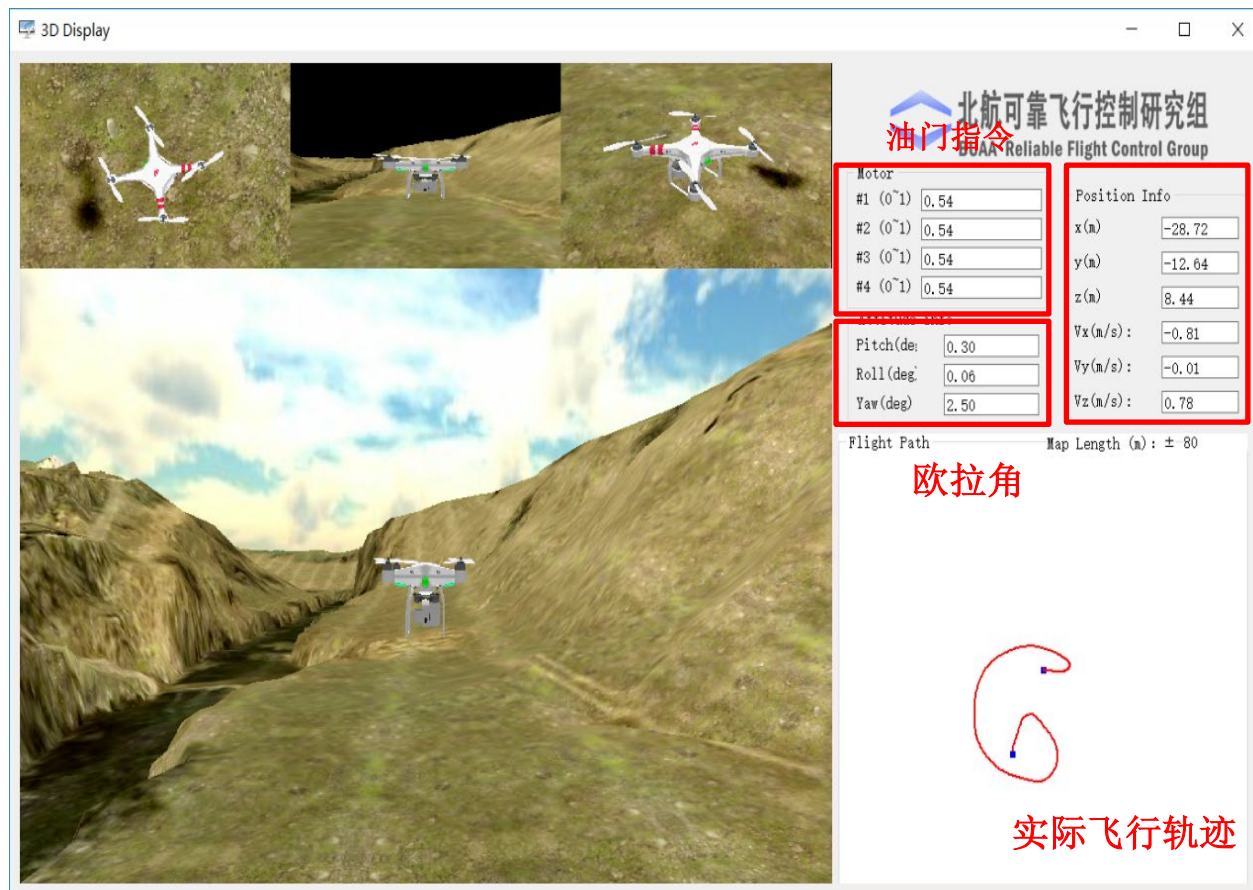 3D Display
北航可靠飞行控制研究组
油门指令
BUAA Reliable Flight Control Group
Motor
#1 (0~1) 0.54
#2 (0~1) 0.54
#3 (0~1) 0.54
#4 (0~1) 0.54
Position Info
x(m) -28.72
y(m) -12.64
z(m) 8.44
Vx(m/s): -0.81
Vy(m/s): -0.01
Vz(m/s): 0.78
Attitude Info
Pitch(de 0.30
Roll(deg 0.06
Yaw(deg) 2.50
Flight Path
Map Length (m): ± 80
欧拉角
实际飞行轨迹